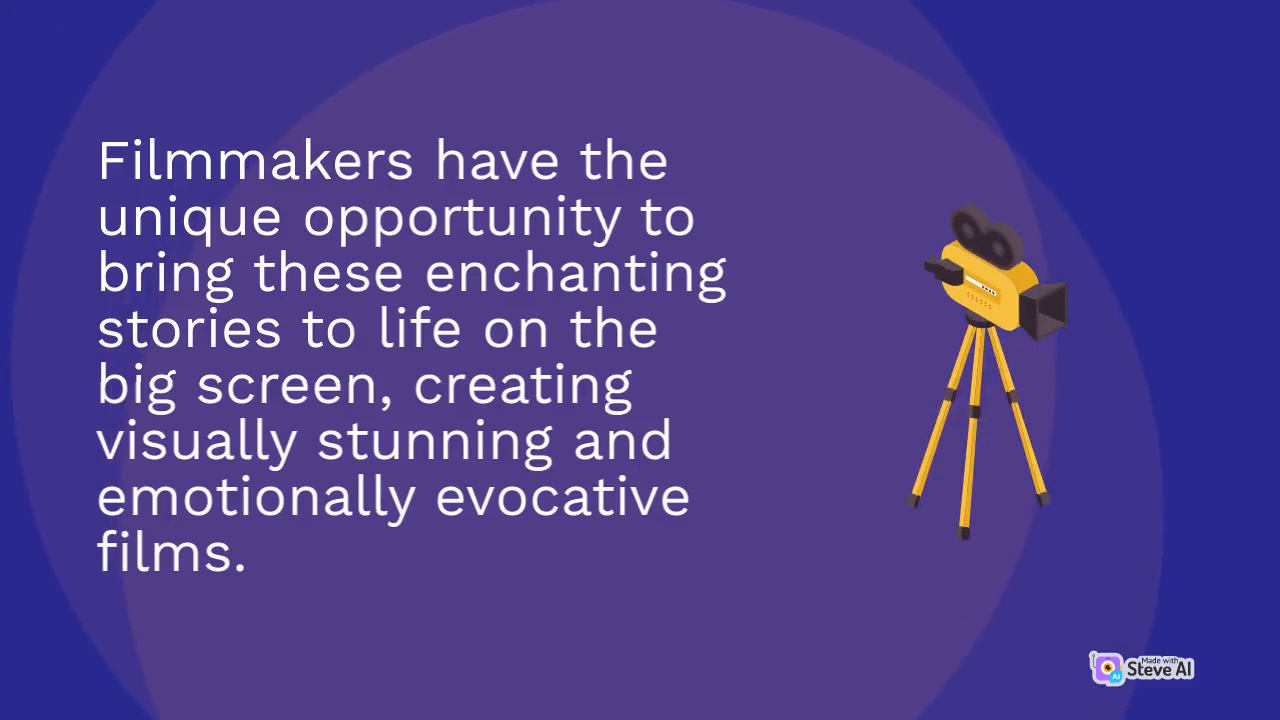 Filmmakers have the
unique opportunity to
bring these enchanting
stories to life on the
big screen, creating
visually stunning and
emotionally evocative
films.
Made with
Steve AI
AI